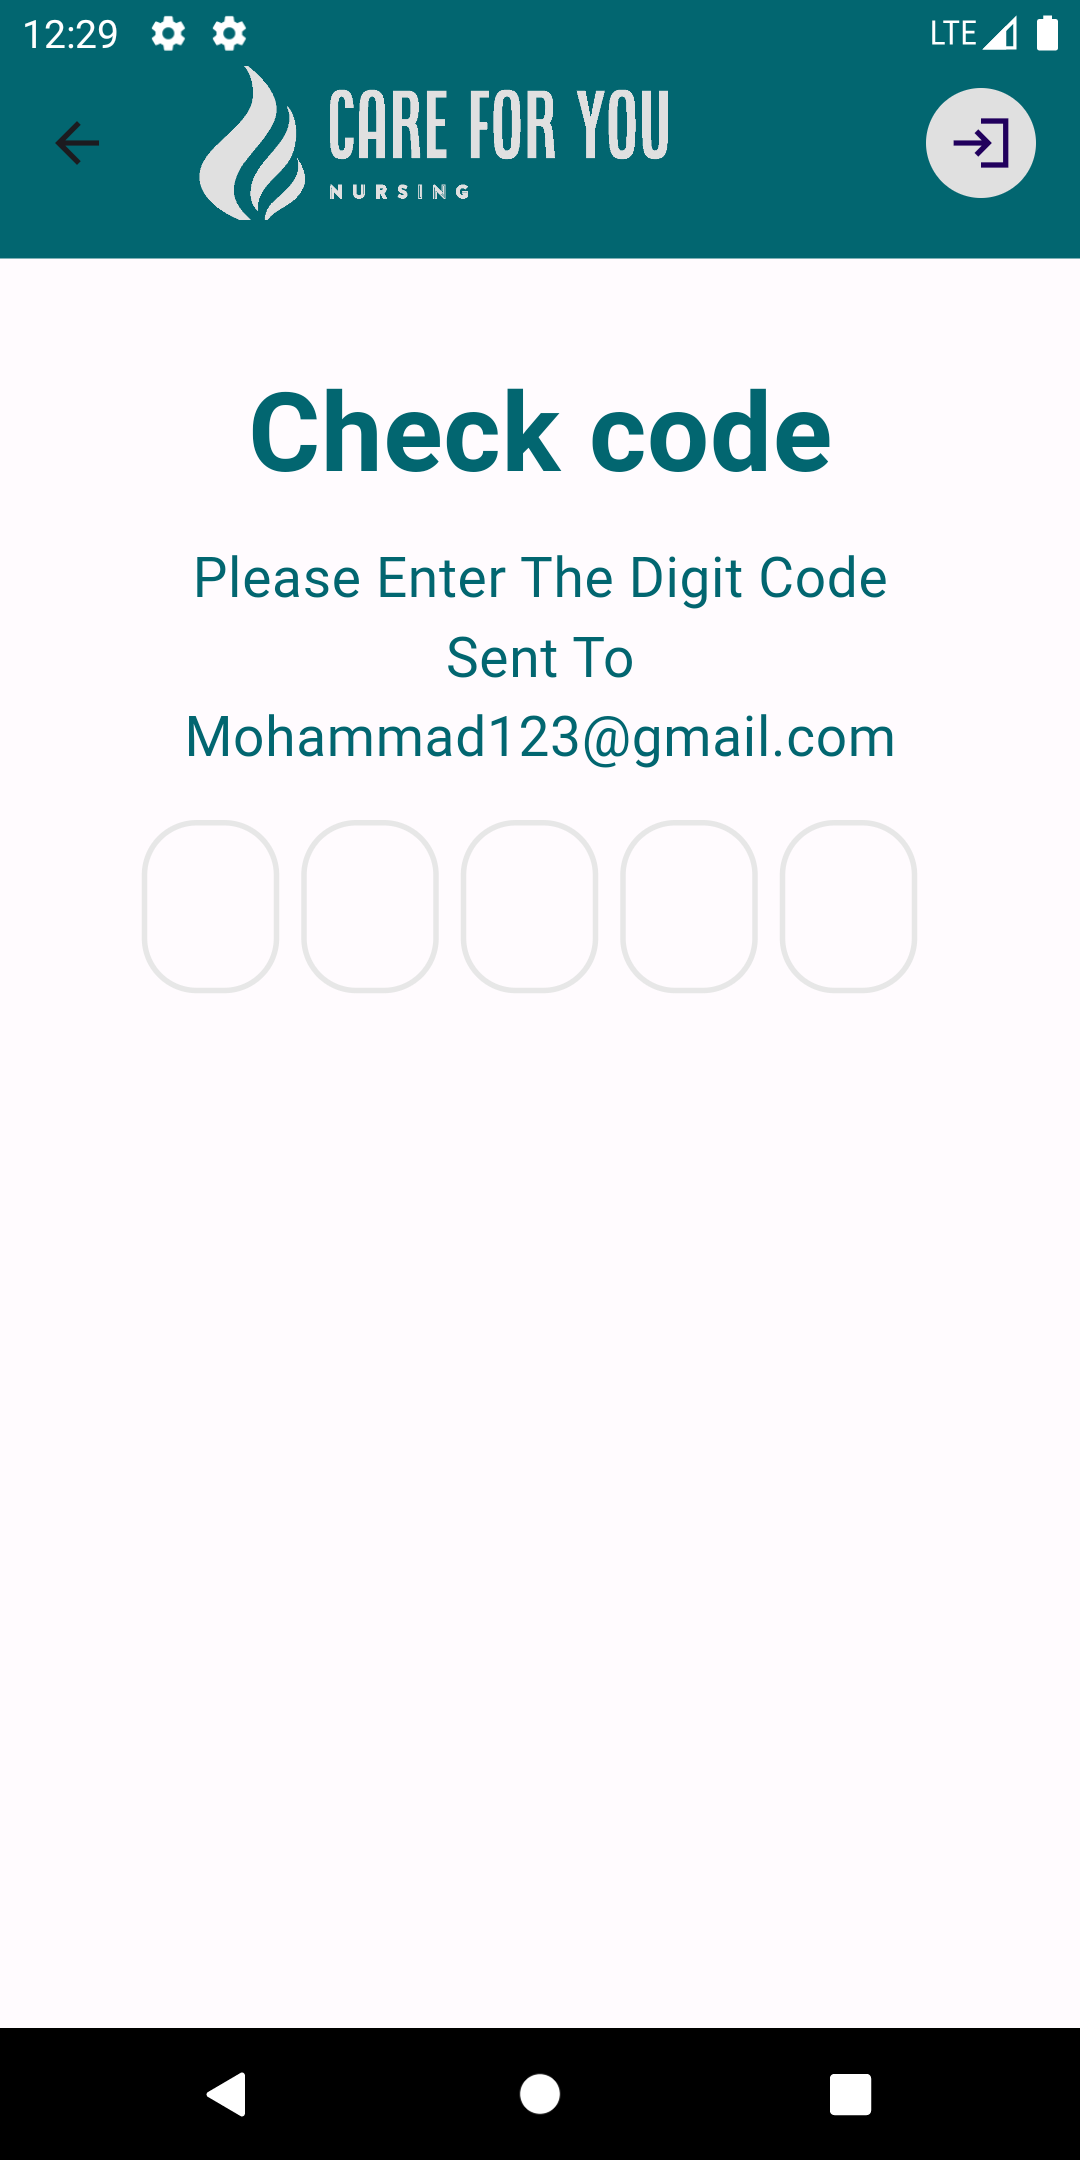 12:29
LTE
CARE FOR YOU
NURSING
Check code
Please Enter The Digit Code
Sent To
Mohammad123@gmail.com